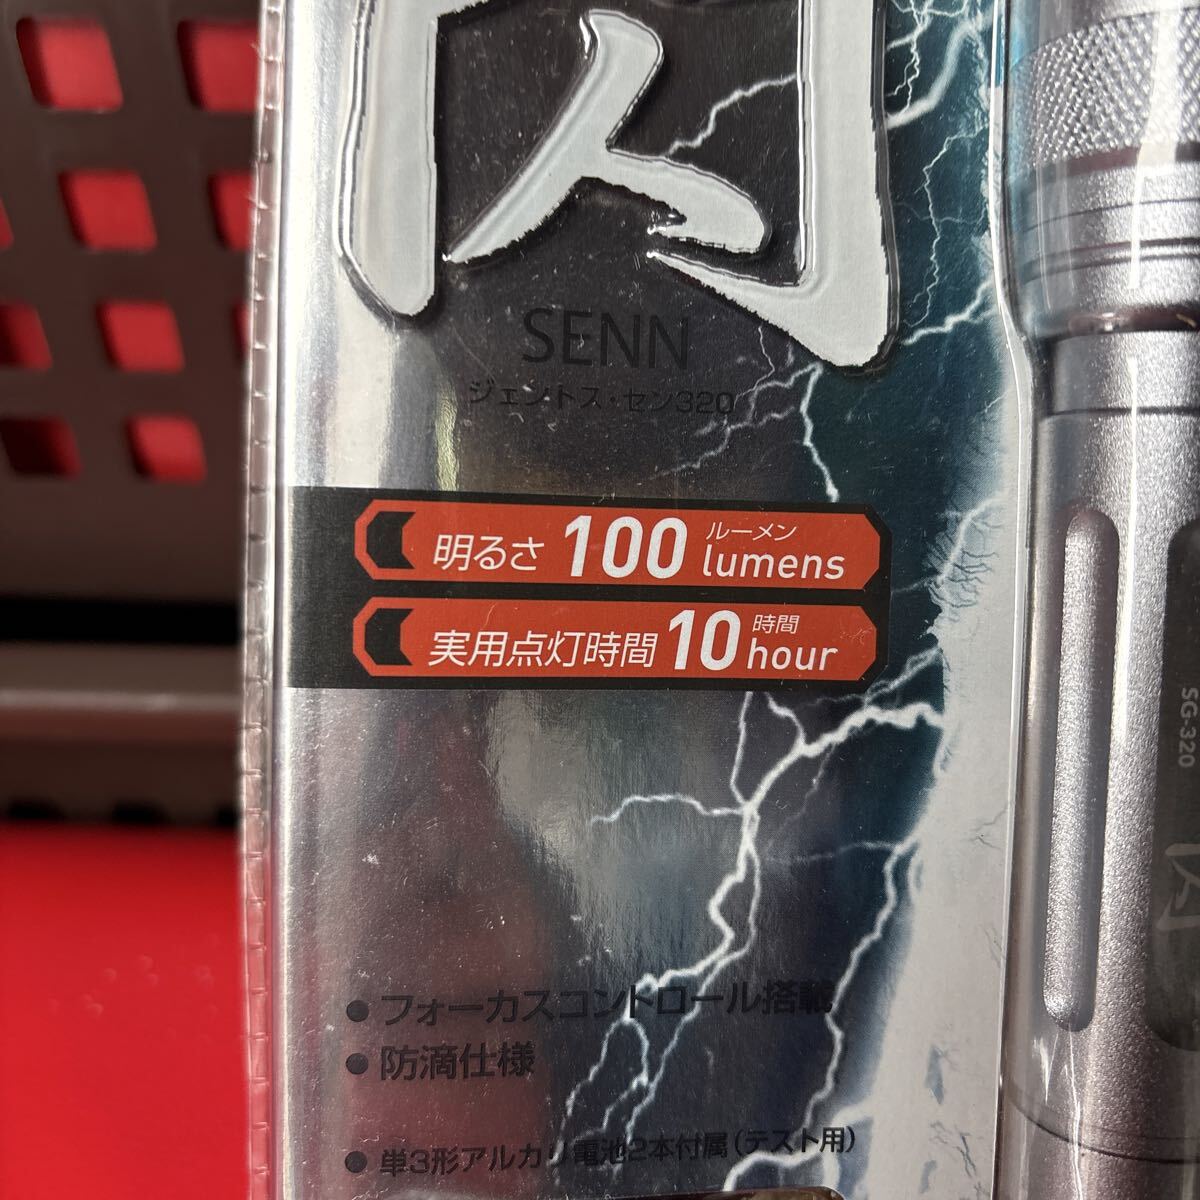 閃
SENN
ジェントス・セン320
明るさ 100 ルーメン lumens
実用点灯時間 10 時間 hour
● フォーカスコントロール搭載
● 防滴仕様
● 単3形アルカリ電池2本付属(テスト用)
SG-320
閃